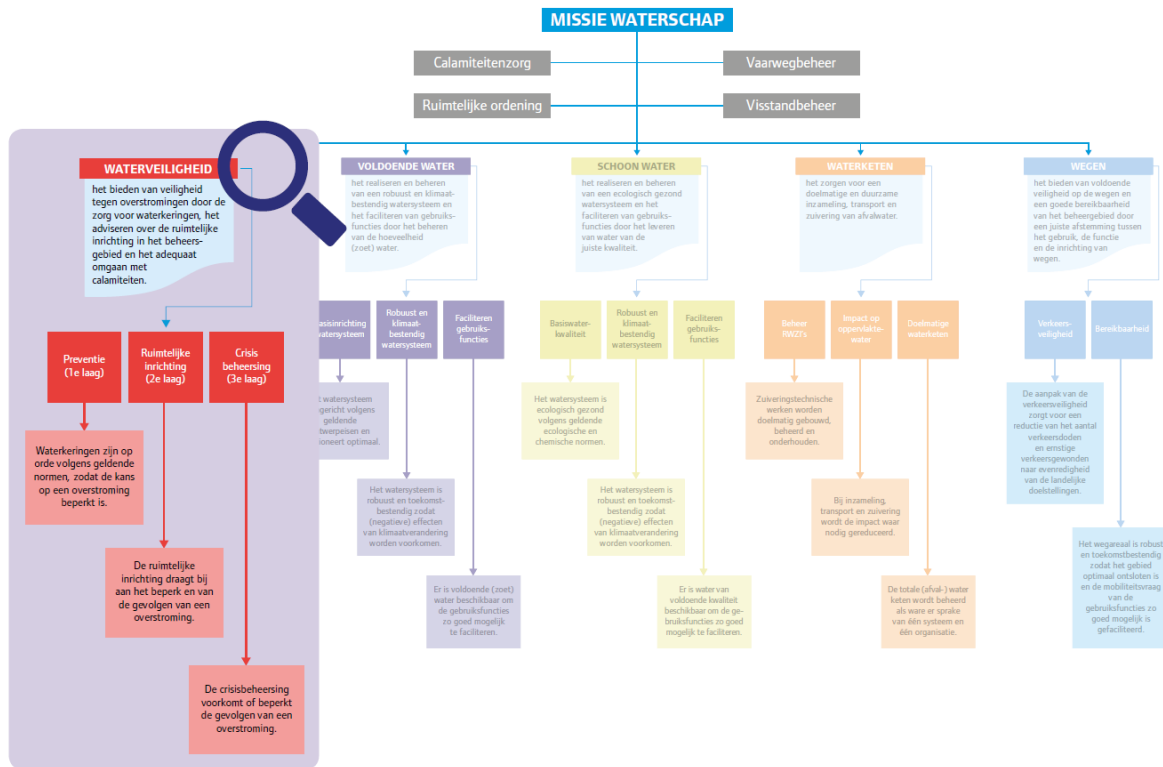 MISSIE WATERSCHAP
Calamiteitenzorg
Vaarwegbeheer
Ruimtelijke ordening
Visstandbeheer
WATERVEILIGHEID
het bieden van veiligheid
tegen overstromingen door de
zorg voor waterkeringen, het
adviseren over de ruimtelijke
inrichting in het beheers-
gebied en het adequaat
omgaan met
calamiteiten.
Preventie
(1e laag)
Ruimtelijke
inrichting
(2e laag)
Crisis
beheersing
(3e laag)
Waterkeringen zijn op
orde volgens geldende
normen, zodat de kans
op een overstroming
beperkt is.
De ruimtelijke
inrichting draagt bij
aan het beperk en van
de gevolgen van een
overstroming.
De crisisbeheersing
voorkomt of beperkt
de gevolgen van een
overstroming.
VOLDOENDE WATER
het realiseren en beheren
van een robuust en klimaat-
bestendig watersysteem en
het faciliteren van gebruiks-
functies door het beheren
van de hoeveelheid
(zoet) water.
asisinrichting
watersysteem
Robuust en
klimaat-
bestendig
watersysteem
Faciliteren
gebruiks-
functies
t watersysteem
gericht volgens
geldende
twerpeisen en
tioneert optimaal.
Het watersysteem is
robuust en toekomst-
bestendig zodat
(negatieve) effecten
van klimaatverandering
worden voorkomen.
Er is voldoende (zoet)
water beschikbaar om de
gebruiksfuncties
zo goed mogelijk
te faciliteren.
SCHOON WATER
het realiseren en beheren
van een ecologisch gezond
watersysteem en het
faciliteren van gebruiks-
functies door het leveren
van water van de
juiste kwaliteit.
Basiswater-
kwaliteit
Robuust en
klimaat-
bestendig
watersysteem
Faciliteren
gebruiks-
functies
Het watersysteem is
ecologisch gezond
volgens geldende
ecologische en
chemische normen.
Het watersysteem is
robuust en toekomst-
bestendig zodat
(negatieve) effecten
van klimaatverandering
worden voorkomen.
Er is water van
voldoende kwaliteit
beschikbaar om de ge-
bruiksfuncties zo goed
mogelijk te faciliteren.
WATERKETEN
het zorgen voor een
doelmatige en duurzame
inzameling, transport en
zuivering van afvalwater.
Beheer
RWZI's
Impact op
oppervlakte-
water
Doelmatige
waterketen
Zuiveringstechnische
werken worden
doelmatig gebouwd,
beheerd en
onderhouden.
Bij inzameling,
transport en zuivering
wordt de impact waar
nodig gereduceerd.
De totale (afval-) water
keten wordt beheerd
als ware er sprake
van één systeem en
één organisatie.
WEGEN
het bieden van voldoende
veiligheid op de wegen en
een goede bereikbaarheid
van het beheergebied door
een juiste afstemming tussen
het gebruik, de functie
en de inrichting van
wegen.
Verkeers-
veiligheid
Bereikbaarheid
De aanpak van de
verkeersveiligheid
zorgt voor een
reductie van het aantal
verkeersdoden
en ernstige
verkeersgewonden
naar evenredigheid
van de landelijke
doelstellingen.
Het wegareaal is robust
en toekomstbestendig
zodat het gebied
optimaal ontsloten is
en de mobiliteitsvraag
van de
gebruiksfuncties zo
goed mogelijk is
gefaciliteerd.